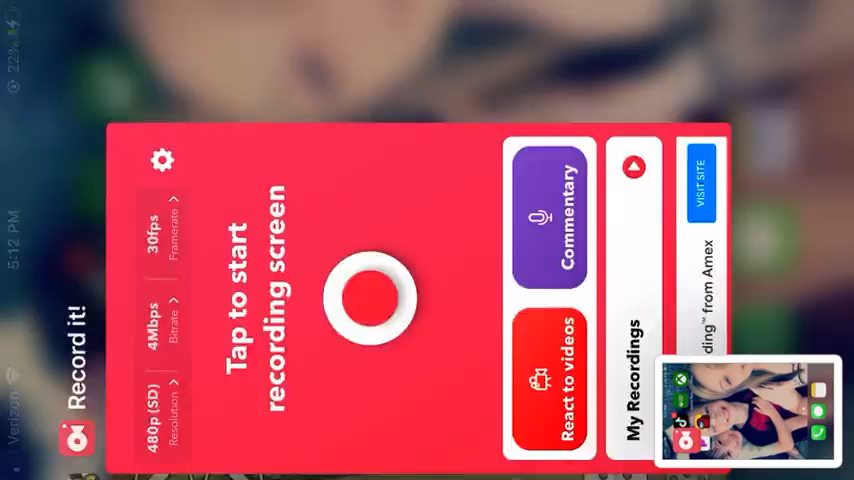 Verizon
5:12 PM
22%
Record it!
480p (SD)
Resolution
4Mbps
Bitrate
30fps
Framerate
Tap to start
recording screen
React to videos
Commentary
My Recordings
ding™ from Amex
VISIT SITE